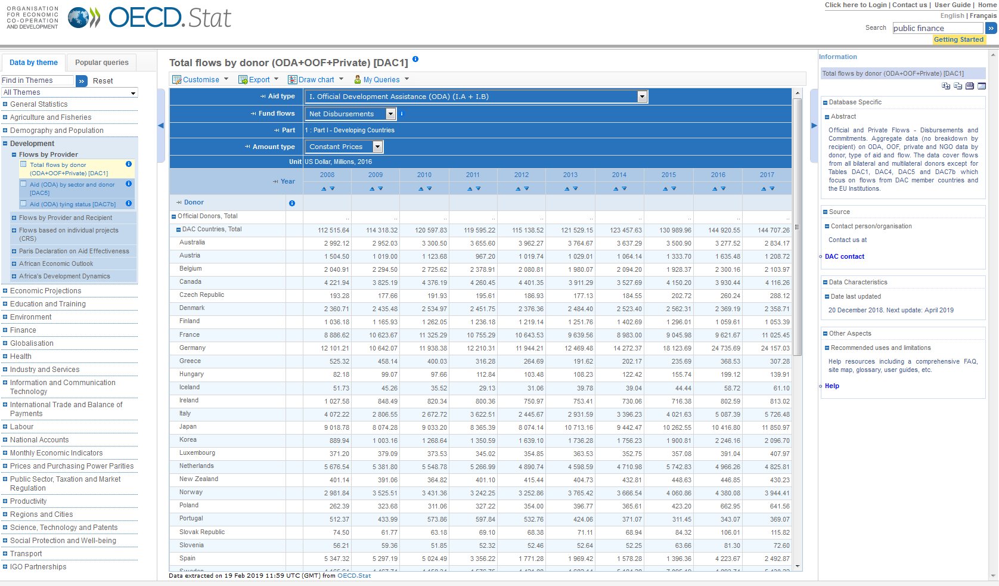 ORGANISATION
FOR ECONOMIC
CO-OPERATION
AND DEVELOPMENT
OECD.Stat
Click here to Login | Contact us | User Guide | Home
English | Français
Search public finance »
Getting Started
Data by theme Popular queries
Find in Themes » Reset
All Themes
General Statistics
Agriculture and Fisheries
Demography and Population
Development
Flows by Provider
Total flows by donor
(ODA+OOF+Private) [DAC1]
Aid (ODA) by sector and donor
[DAC5]
Aid (ODA) tying status [DAC7b]
Flows by Provider and Recipient
Flows based on individual projects
(CRS)
Paris Declaration on Aid Effectiveness
African Economic Outlook
Africa's Development Dynamics
Economic Projections
Education and Training
Environment
Finance
Globalisation
Health
Industry and Services
Information and Communication
Technology
International Trade and Balance of
Payments
Labour
National Accounts
Monthly Economic Indicators
Prices and Purchasing Power Parities
Public Sector, Taxation and Market
Regulation
Productivity
Regions and Cities
Science, Technology and Patents
Social Protection and Well-being
Transport
IGO Partnerships
Total flows by donor (ODA+OOF+Private) [DAC1]
Customise Export Draw chart My Queries
Aid type I. Official Development Assistance (ODA) (I.A + I.B)
Fund flows Net Disbursements
Part 1 : Part I - Developing Countries
Amount type Constant Prices
Unit US Dollar, Millions, 2016
Year 2008 2009 2010 2011 2012 2013 2014 2015 2016 2017
Donor
Official Donors, Total .. .. .. .. .. .. .. .. .. ..
DAC Countries, Total 112 515.64 114 318.32 120 597.83 119 595.22 115 138.52 121 529.15 123 457.63 130 989.96 144 920.55 144 707.26
Australia 2 992.12 2 952.03 3 300.50 3 655.60 3 962.27 3 764.67 3 637.29 3 500.90 3 277.52 2 834.17
Austria 1 504.50 1 019.00 1 123.68 967.20 1 019.74 1 029.01 1 064.14 1 333.70 1 635.48 1 208.72
Belgium 2 040.91 2 294.50 2 725.62 2 378.91 2 080.81 1 980.07 2 094.20 1 928.37 2 300.16 2 103.97
Canada 4 221.94 3 825.19 4 376.19 4 260.45 4 401.35 3 911.29 3 527.69 4 150.20 3 930.44 4 116.26
Czech Republic 193.28 177.66 191.93 195.61 186.93 177.13 184.55 202.72 260.24 288.12
Denmark 2 360.71 2 435.48 2 534.97 2 451.75 2 376.36 2 484.40 2 523.40 2 562.31 2 369.19 2 358.71
Finland 1 036.18 1 165.93 1 262.05 1 236.18 1 219.14 1 251.76 1 402.69 1 296.01 1 059.61 1 053.39
France 8 886.62 10 623.67 11 325.29 10 755.29 10 643.53 9 639.56 8 983.00 9 045.98 9 621.67 11 025.45
Germany 12 101.21 10 642.07 11 938.38 12 210.31 11 944.21 12 469.48 14 272.37 18 123.69 24 735.69 24 157.03
Greece 525.32 458.14 400.03 316.28 264.69 191.62 202.17 235.69 368.53 307.28
Hungary 82.18 99.07 97.66 112.84 103.48 108.23 122.42 155.74 199.12 139.91
Iceland 51.73 45.26 35.52 29.13 31.06 39.78 39.04 44.44 58.72 61.10
Ireland 1 027.58 848.49 820.34 800.36 750.97 753.41 730.06 716.38 802.59 813.02
Italy 4 072.22 2 806.55 2 672.72 3 622.51 2 445.67 2 931.59 3 396.23 4 021.63 5 087.39 5 726.48
Japan 9 018.78 8 074.28 9 033.20 8 365.39 8 074.14 10 713.16 9 442.47 10 262.55 10 416.80 11 850.97
Korea 889.94 1 003.16 1 268.64 1 350.59 1 639.10 1 736.28 1 756.23 1 900.81 2 246.16 2 096.70
Luxembourg 371.20 379.09 373.53 345.02 354.85 363.53 352.75 357.08 391.04 407.97
Netherlands 5 676.54 5 381.80 5 548.78 5 266.99 4 890.74 4 598.59 4 710.98 5 742.83 4 966.26 4 825.81
New Zealand 401.14 391.06 364.82 401.10 415.44 404.73 432.81 448.63 446.85 430.23
Norway 2 981.84 3 525.51 3 431.36 3 242.25 3 252.86 3 765.42 3 666.54 4 060.86 4 380.08 3 944.41
Poland 262.39 323.68 311.06 327.22 354.00 396.77 365.61 423.20 662.95 641.56
Portugal 512.37 433.99 573.86 597.84 532.76 424.06 371.07 311.45 343.07 369.07
Slovak Republic 74.50 61.77 63.18 69.10 68.38 71.11 68.94 84.32 106.01 115.82
Slovenia 56.21 59.36 51.85 52.32 52.46 52.64 52.25 63.66 81.30 72.60
Spain 5 347.32 5 297.19 5 024.49 3 356.22 1 771.28 1 969.42 1 578.28 1 396.36 4 223.67 2 492.87
Data extracted on 19 Feb 2019 11:59 UTC (GMT) from OECD.Stat
Information
Total flows by donor (ODA+OOF+Private) [DAC1]
Database Specific
Abstract
Official and Private Flows - Disbursements and
Commitments. Aggregate data (no breakdown by
recipient) on ODA, OOF, private and NGO data by
donor, type of aid and flow. The data cover flows
from all bilateral and multilateral donors except for
Tables DAC1, DAC4, DAC5 and DAC7b which
focus on flows from DAC member countries and
the EU Institutions.
Source
Contact person/organisation
Contact us at
DAC contact
Data Characteristics
Date last updated
20 December 2018. Next update: April 2019
Other Aspects
Recommended uses and limitations
Help resources including a comprehensive FAQ,
site map, glossary, user guides, etc.
Help